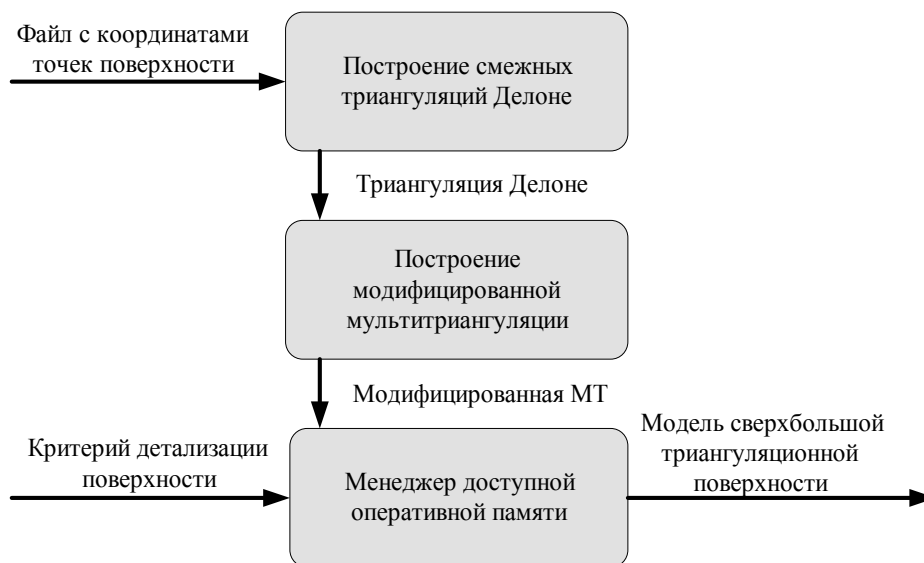 Файл с координатами
точек поверхности
Построение смежных
триангуляций Делоне
Триангуляция Делоне
Построение
модифицированной
мультитриангуляции
Модифицированная МТ
Критерий детализации
поверхности
Менеджер доступной
оперативной памяти
Модель сверхбольшой
триангуляционной
поверхности